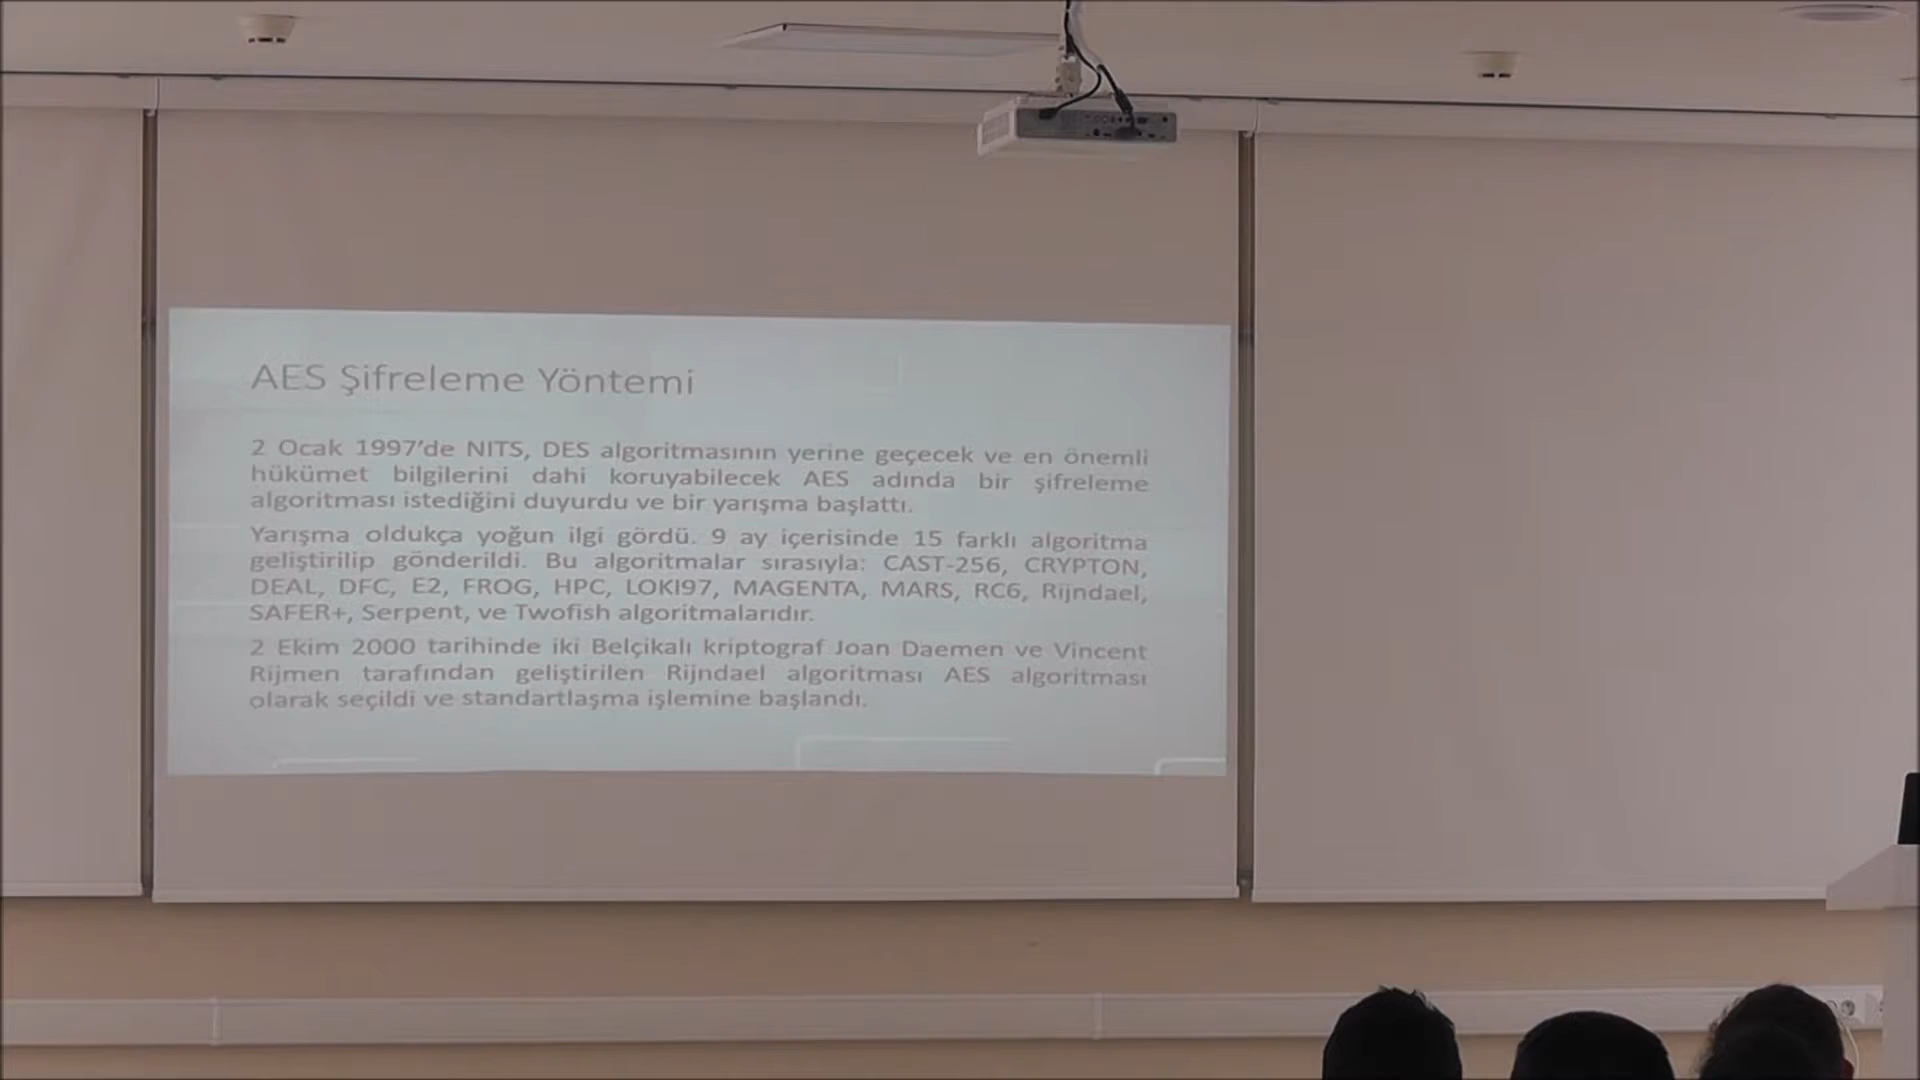 AES Şifreleme Yöntemi
2 Ocak 1997'de NITS, DES algoritmasının yerine geçecek ve en önemli
hükümet bilgilerini dahi koruyabilecek AES adında bir şifreleme
algoritması istediğini duyurdu ve bir yarışma başlattı.
Yarışma oldukça yoğun ilgi gördü. 9 ay içerisinde 15 farklı algoritma
geliştirilip gönderildi. Bu algoritmalar sırasıyla: CAST-256, CRYPTON,
DEAL, DFC, E2, FROG, HPC, LOKI97, MAGENTA, MARS, RC6, Rijndael,
SAFER+, Serpent, ve Twofish algoritmalarıdır.
2 Ekim 2000 tarihinde iki Belçikalı kriptograf Joan Daemen ve Vincent
Rijmen tarafından geliştirilen Rijndael algoritması AES algoritması
olarak seçildi ve standartlaşma işlemine başlandı.